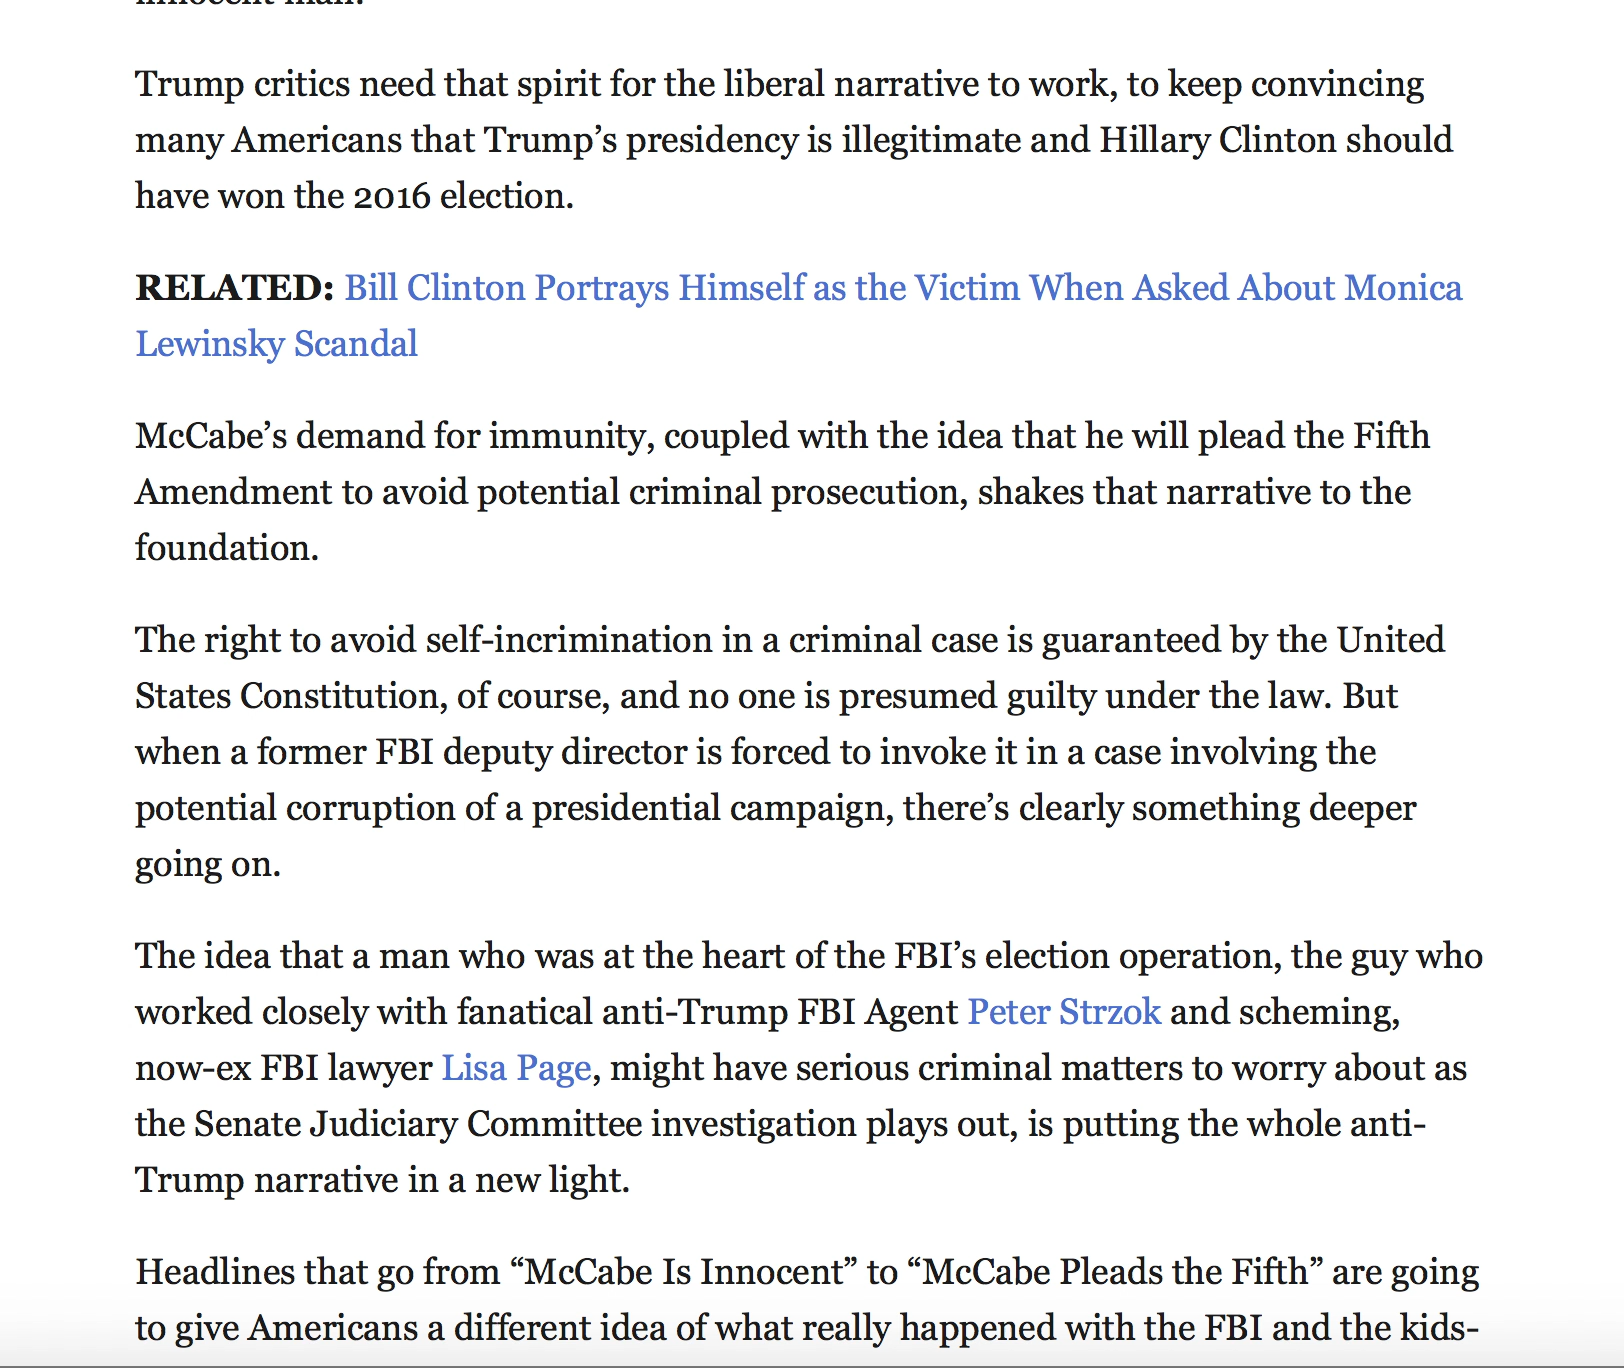 innocent man.
Trump critics need that spirit for the liberal narrative to work, to keep convincing
many Americans that Trump’s presidency is illegitimate and Hillary Clinton should
have won the 2016 election.
RELATED: Bill Clinton Portrays Himself as the Victim When Asked About Monica
Lewinsky Scandal
McCabe’s demand for immunity, coupled with the idea that he will plead the Fifth
Amendment to avoid potential criminal prosecution, shakes that narrative to the
foundation.
The right to avoid self-incrimination in a criminal case is guaranteed by the United
States Constitution, of course, and no one is presumed guilty under the law. But
when a former FBI deputy director is forced to invoke it in a case involving the
potential corruption of a presidential campaign, there’s clearly something deeper
going on.
The idea that a man who was at the heart of the FBI’s election operation, the guy who
worked closely with fanatical anti-Trump FBI Agent Peter Strzok and scheming,
now-ex FBI lawyer Lisa Page, might have serious criminal matters to worry about as
the Senate Judiciary Committee investigation plays out, is putting the whole anti-
Trump narrative in a new light.
Headlines that go from “McCabe Is Innocent” to “McCabe Pleads the Fifth” are going
to give Americans a different idea of what really happened with the FBI and the kids-